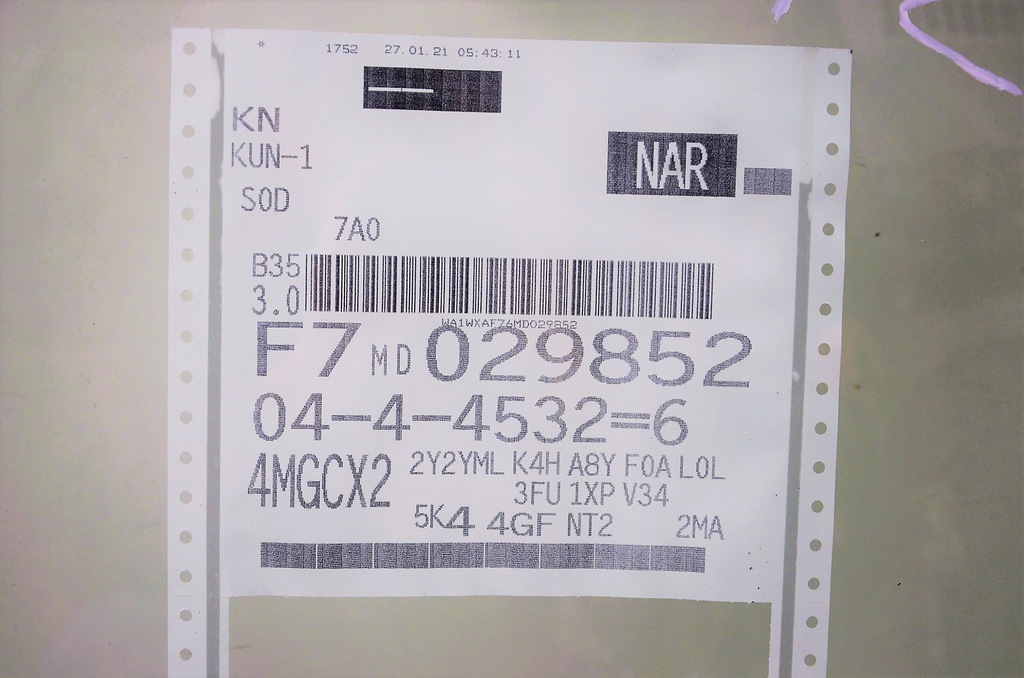 * 1752 27.01.21 05:43:11
KN
KUN-1
NAR
S0D
7A0
B35
3.0
WA1WXAF76MD029852
F7 MD 029852
04-4-4532=6
4MGCX2 2Y2YML K4H A8Y F0A L0L
3FU 1XP V34
5K4 4GF NT2 2MA